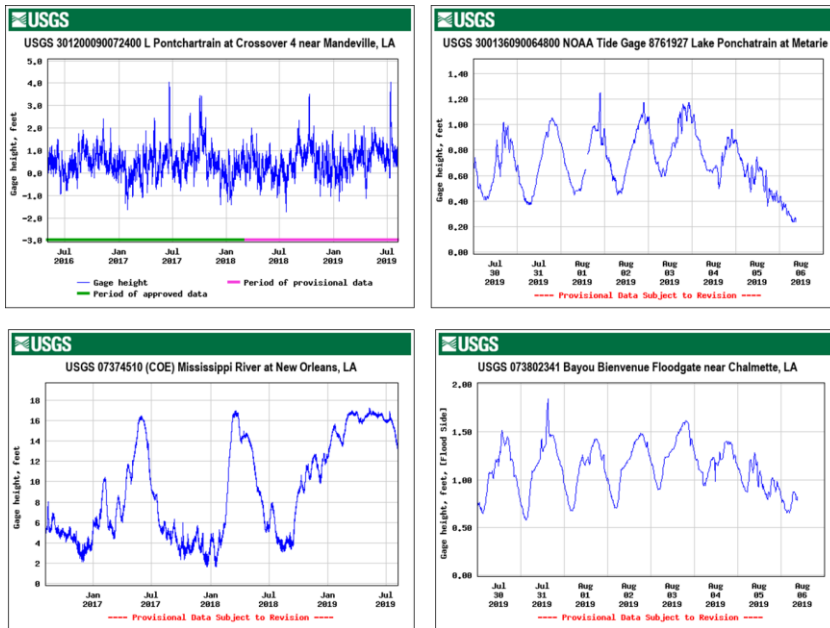 USGS
USGS 301200090072400 L Pontchartrain at Crossover 4 near Mandeville, LA
Gage height, feet
5.0
4.0
3.0
2.0
1.0
0.0
-1.0
-2.0
-3.0
Jul Jan Jul Jan Jul Jan Jul
2016 2017 2017 2018 2018 2019 2019
Gage height
Period of provisional data
Period of approved data
USGS
USGS 300136090064800 NOAA Tide Gage 8761927 Lake Ponchatrain at Metarie
Gage height, feet
1.40
1.20
1.00
0.80
0.60
0.40
0.20
0.00
Jul Jul Aug Aug Aug Aug Aug Aug
30 31 01 02 03 04 05 06
2019 2019 2019 2019 2019 2019 2019 2019
---- Provisional Data Subject to Revision ----
USGS
USGS 07374510 (COE) Mississippi River at New Orleans, LA
Gage height, feet
18
16
14
12
10
8
6
4
2
0
Jan Jul Jan Jul Jan Jul
2017 2017 2018 2018 2019 2019
---- Provisional Data Subject to Revision ----
USGS
USGS 073802341 Bayou Bienvenue Floodgate near Chalmette, LA
Gage height, feet, [Flood Side]
2.00
1.50
1.00
0.50
0.00
Jul Jul Aug Aug Aug Aug Aug Aug
30 31 01 02 03 04 05 06
2019 2019 2019 2019 2019 2019 2019 2019
---- Provisional Data Subject to Revision ----